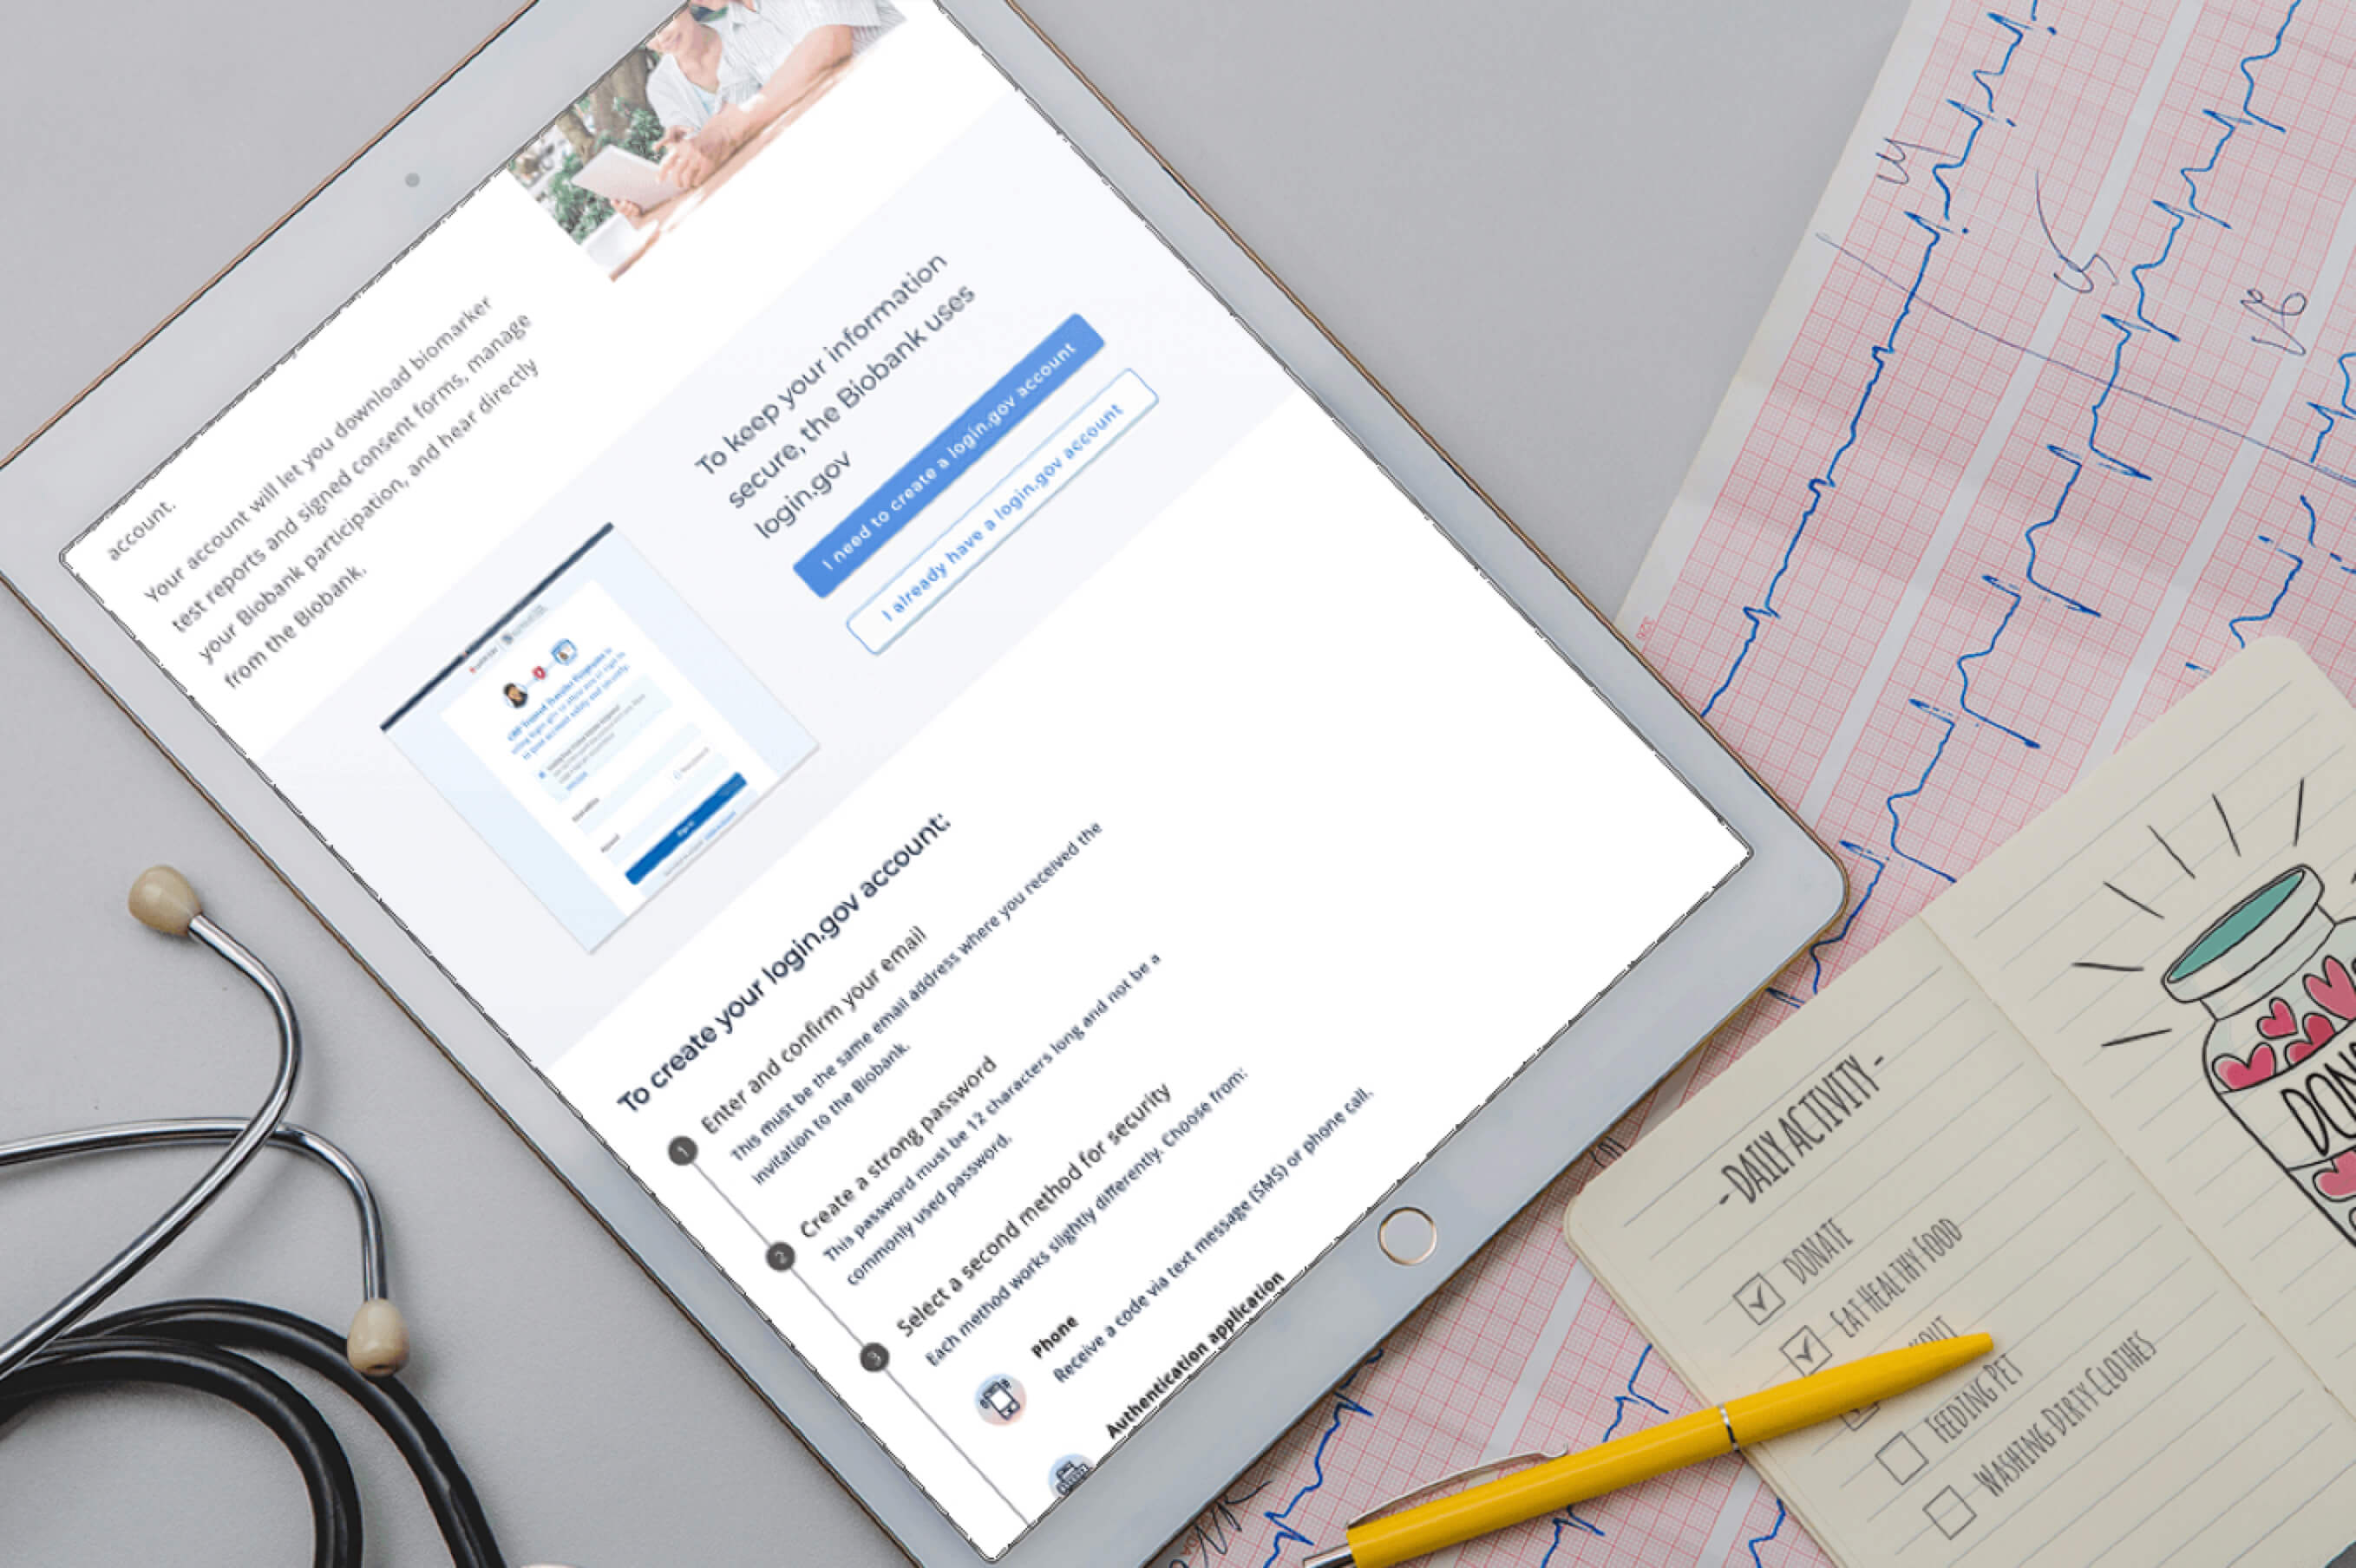 account.
Your account will let you download biomarker
test reports and signed consent forms, manage
your Biobank participation, and hear directly
from the Biobank.
To keep your information
secure, the Biobank uses
login.gov
I need to create a login.gov account
I already have a login.gov account
Sign in
To create your login.gov account:
1
Enter and confirm your email
This must be the same email address where you received the
invitation to the Biobank.
2
Create a strong password
This password must be 12 characters long and not be a
commonly used password.
3
Select a second method for security
Each method works slightly differently. Choose from:
Phone
Receive a code via text message (SMS) or phone call.
Authentication application
V4
V5
V6
- DAILY ACTIVITY -
DONATE
EAT HEALTHY FOOD
FEEDING PET
WASHING DIRTY CLOTHES